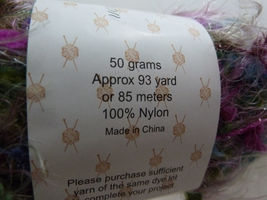 50 grams
Approx 93 yard
or 85 meters
100% Nylon
Made in China
Please purchase sufficient
yarn of the same dye lot
complete your project